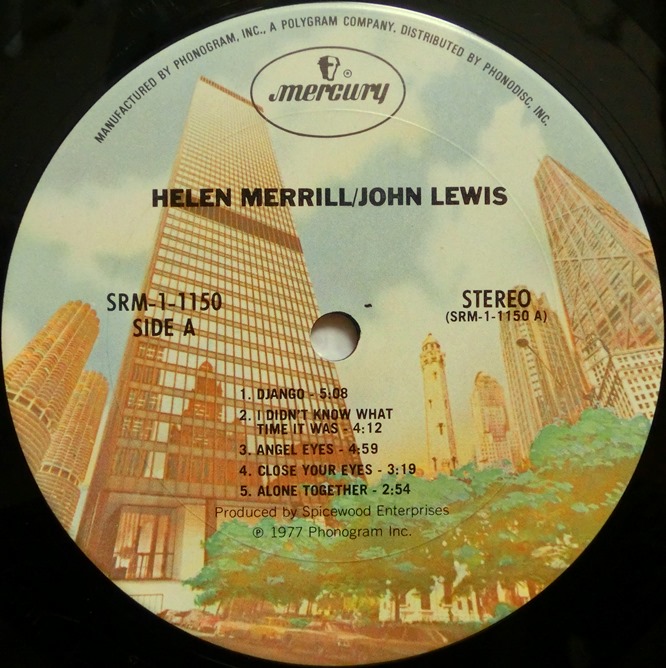 MANUFACTURED BY PHONOGRAM, INC., A POLYGRAM COMPANY. DISTRIBUTED BY PHONODISC, INC.
mercury ®
HELEN MERRILL/JOHN LEWIS
SRM-1-1150
SIDE A
STEREO
(SRM-1-1150 A)
1. DJANGO - 5:08
2. I DIDN'T KNOW WHAT
TIME IT WAS - 4:12
3. ANGEL EYES - 4:59
4. CLOSE YOUR EYES - 3:19
5. ALONE TOGETHER - 2:54
Produced by Spicewood Enterprises
℗ 1977 Phonogram Inc.